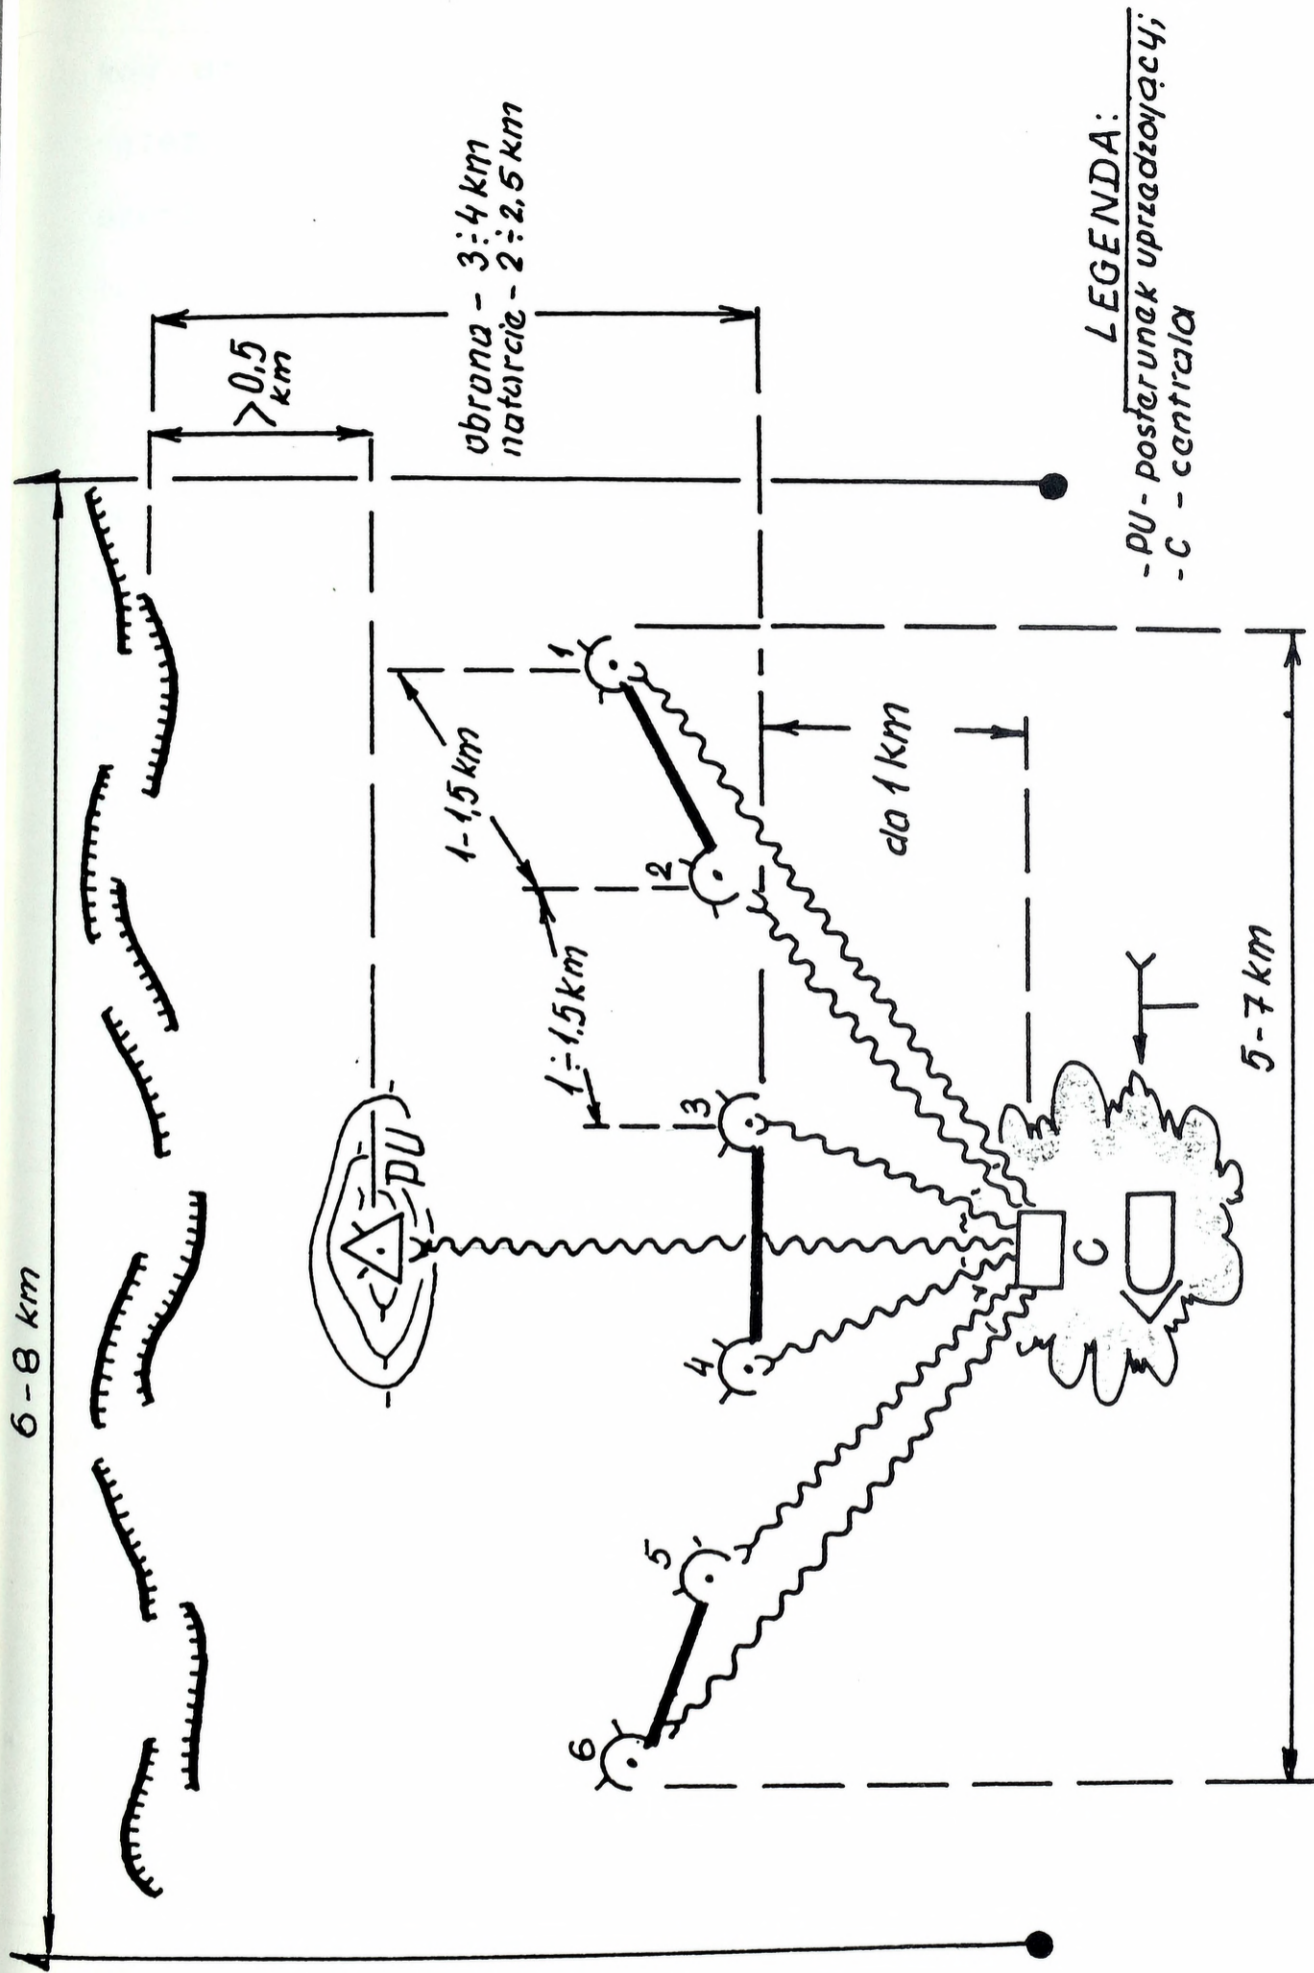 6 - 8 km
>0,5
km
PU
obrona - 3÷4 km
natarcie - 2÷2,5 km
1-1,5 km
1÷1,5 km
1
2
3
4
5
6
do 1 km
C
5-7 km
LEGENDA:
- PU - posterunek uprzedzający;
- C - centrala